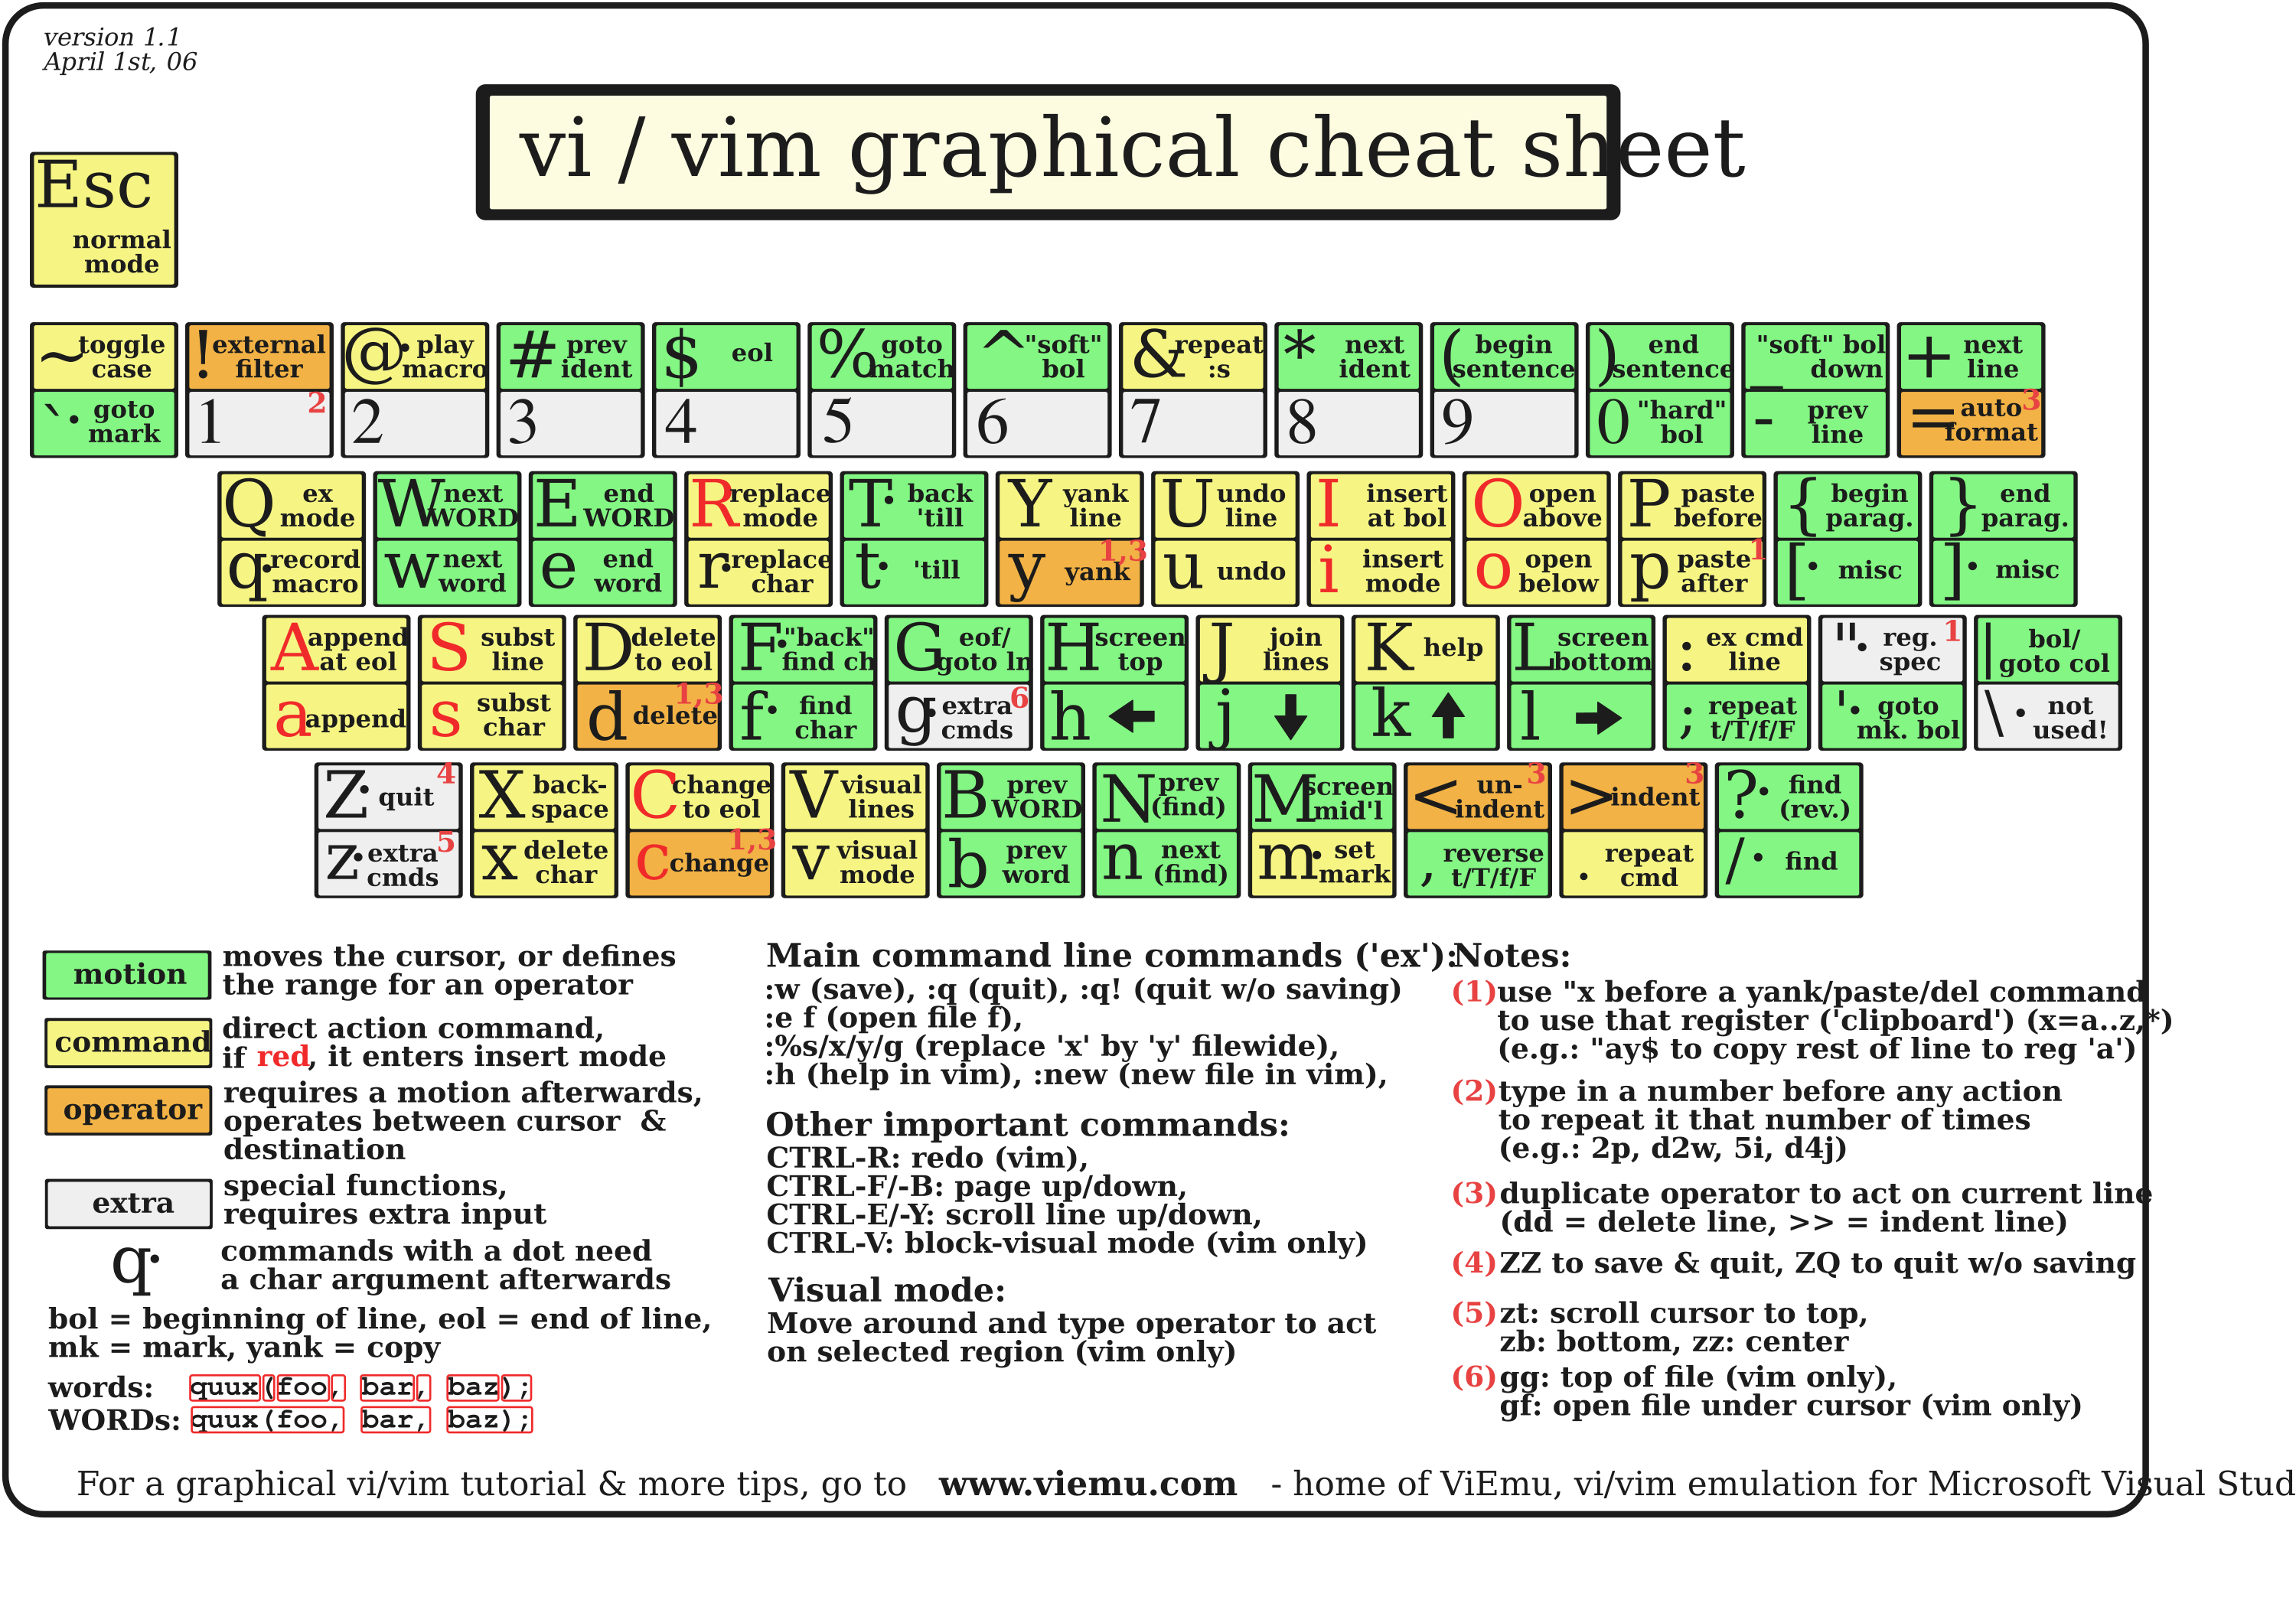 version 1.1
April 1st, 06
vi / vim graphical cheat sheet
Esc
normal
mode
~ toggle
case
! external
filter
@· play
macro
# prev
ident
$ eol
% goto
match
^ "soft"
bol
& repeat
:s
* next
ident
( begin
sentence
) end
sentence
_ "soft" bol
down
+ next
line
`· goto
mark
1 2
2
3
4
5
6
7
8
9
0 "hard"
bol
- prev
line
= auto 3
format
Q ex
mode
W next
WORD
E end
WORD
R replace
mode
T· back
'till
Y yank
line
U undo
line
I insert
at bol
O open
above
P paste
before
{ begin
parag.
} end
parag.
q· record
macro
w next
word
e end
word
r· replace
char
t· 'till
y yank 1,3
u undo
i insert
mode
o open
below
p paste 1
after
[· misc
]· misc
A append
at eol
S subst
line
D delete
to eol
F· "back"
find ch
G eof/
goto ln
H screen
top
J join
lines
K help
L screen
bottom
: ex cmd
line
"· reg. 1
spec
| bol/
goto col
a append
s subst
char
d delete 1,3
f· find
char
g· extra 6
cmds
h ←
j ↓
k ↑
l →
; repeat
t/T/f/F
'· goto
mk. bol
\· not
used!
Z· quit 4
X back-
space
C change
to eol
V visual
lines
B prev
WORD
N prev
(find)
M screen
mid'l
< un- 3
indent
> indent 3
?· find
(rev.)
z· extra 5
cmds
x delete
char
c change 1,3
v visual
mode
b prev
word
n next
(find)
m· set
mark
, reverse
t/T/f/F
. repeat
cmd
/· find
motion
moves the cursor, or defines
the range for an operator
command
direct action command,
if red, it enters insert mode
operator
requires a motion afterwards,
operates between cursor &
destination
extra
special functions,
requires extra input
q·
commands with a dot need
a char argument afterwards
bol = beginning of line, eol = end of line,
mk = mark, yank = copy
words: quux(foo, bar, baz);
WORDs: quux(foo, bar, baz);
Main command line commands ('ex'):
:w (save), :q (quit), :q! (quit w/o saving)
:e f (open file f),
:%s/x/y/g (replace 'x' by 'y' filewide),
:h (help in vim), :new (new file in vim),
Other important commands:
CTRL-R: redo (vim),
CTRL-F/-B: page up/down,
CTRL-E/-Y: scroll line up/down,
CTRL-V: block-visual mode (vim only)
Visual mode:
Move around and type operator to act
on selected region (vim only)
Notes:
(1) use "x before a yank/paste/del command
to use that register ('clipboard') (x=a..z,*)
(e.g.: "ay$ to copy rest of line to reg 'a')
(2) type in a number before any action
to repeat it that number of times
(e.g.: 2p, d2w, 5i, d4j)
(3) duplicate operator to act on current line
(dd = delete line, >> = indent line)
(4) ZZ to save & quit, ZQ to quit w/o saving
(5) zt: scroll cursor to top,
zb: bottom, zz: center
(6) gg: top of file (vim only),
gf: open file under cursor (vim only)
For a graphical vi/vim tutorial & more tips, go to www.viemu.com - home of ViEmu, vi/vim emulation for Microsoft Visual Stud